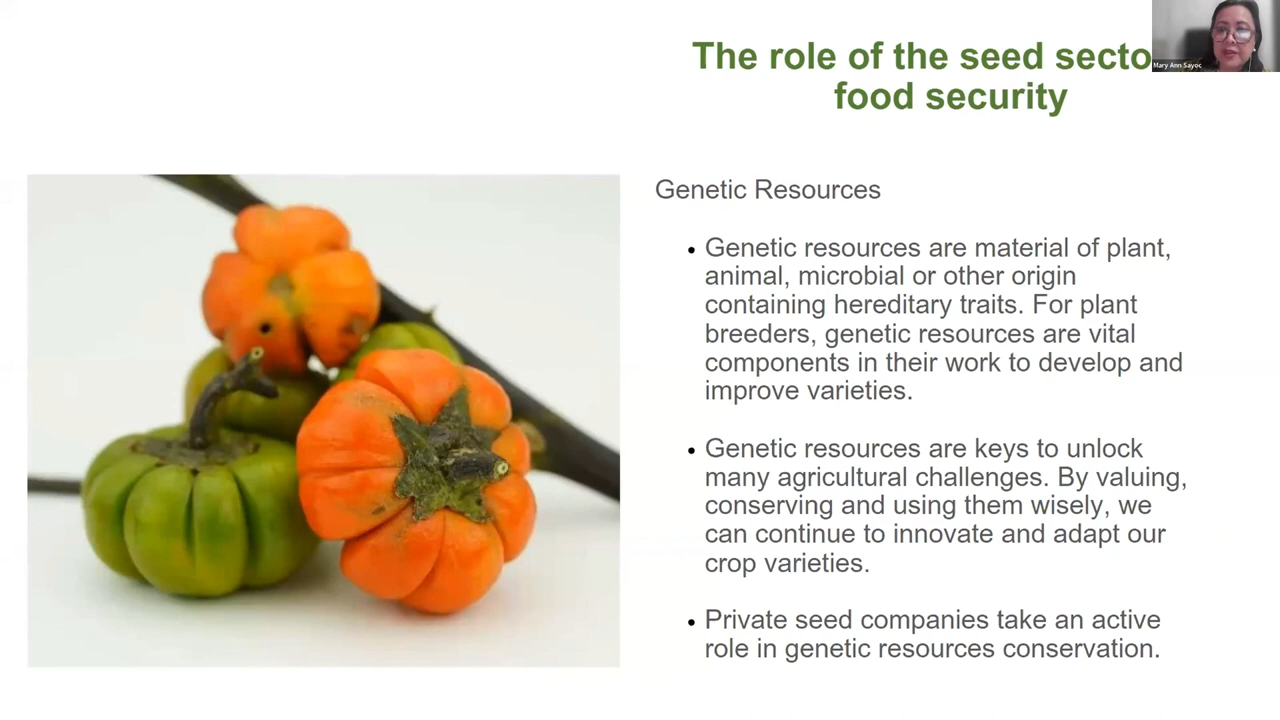 The role of the seed secto
food security
Mary Ann Sayoc
Genetic Resources
• Genetic resources are material of plant,
animal, microbial or other origin
containing hereditary traits. For plant
breeders, genetic resources are vital
components in their work to develop and
improve varieties.
• Genetic resources are keys to unlock
many agricultural challenges. By valuing,
conserving and using them wisely, we
can continue to innovate and adapt our
crop varieties.
• Private seed companies take an active
role in genetic resources conservation.